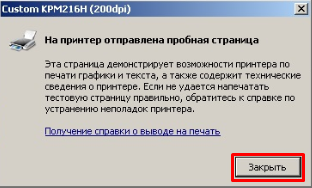 Custom KPM216H (200dpi)
На принтер отправлена пробная страница
Эта страница демонстрирует возможности принтера по
печати графики и текста, а также содержит технические
сведения о принтере. Если не удается напечатать
тестовую страницу правильно, обратитесь к справке по
устранению неполадок принтера.
Получение справки о выводе на печать
Закрыть